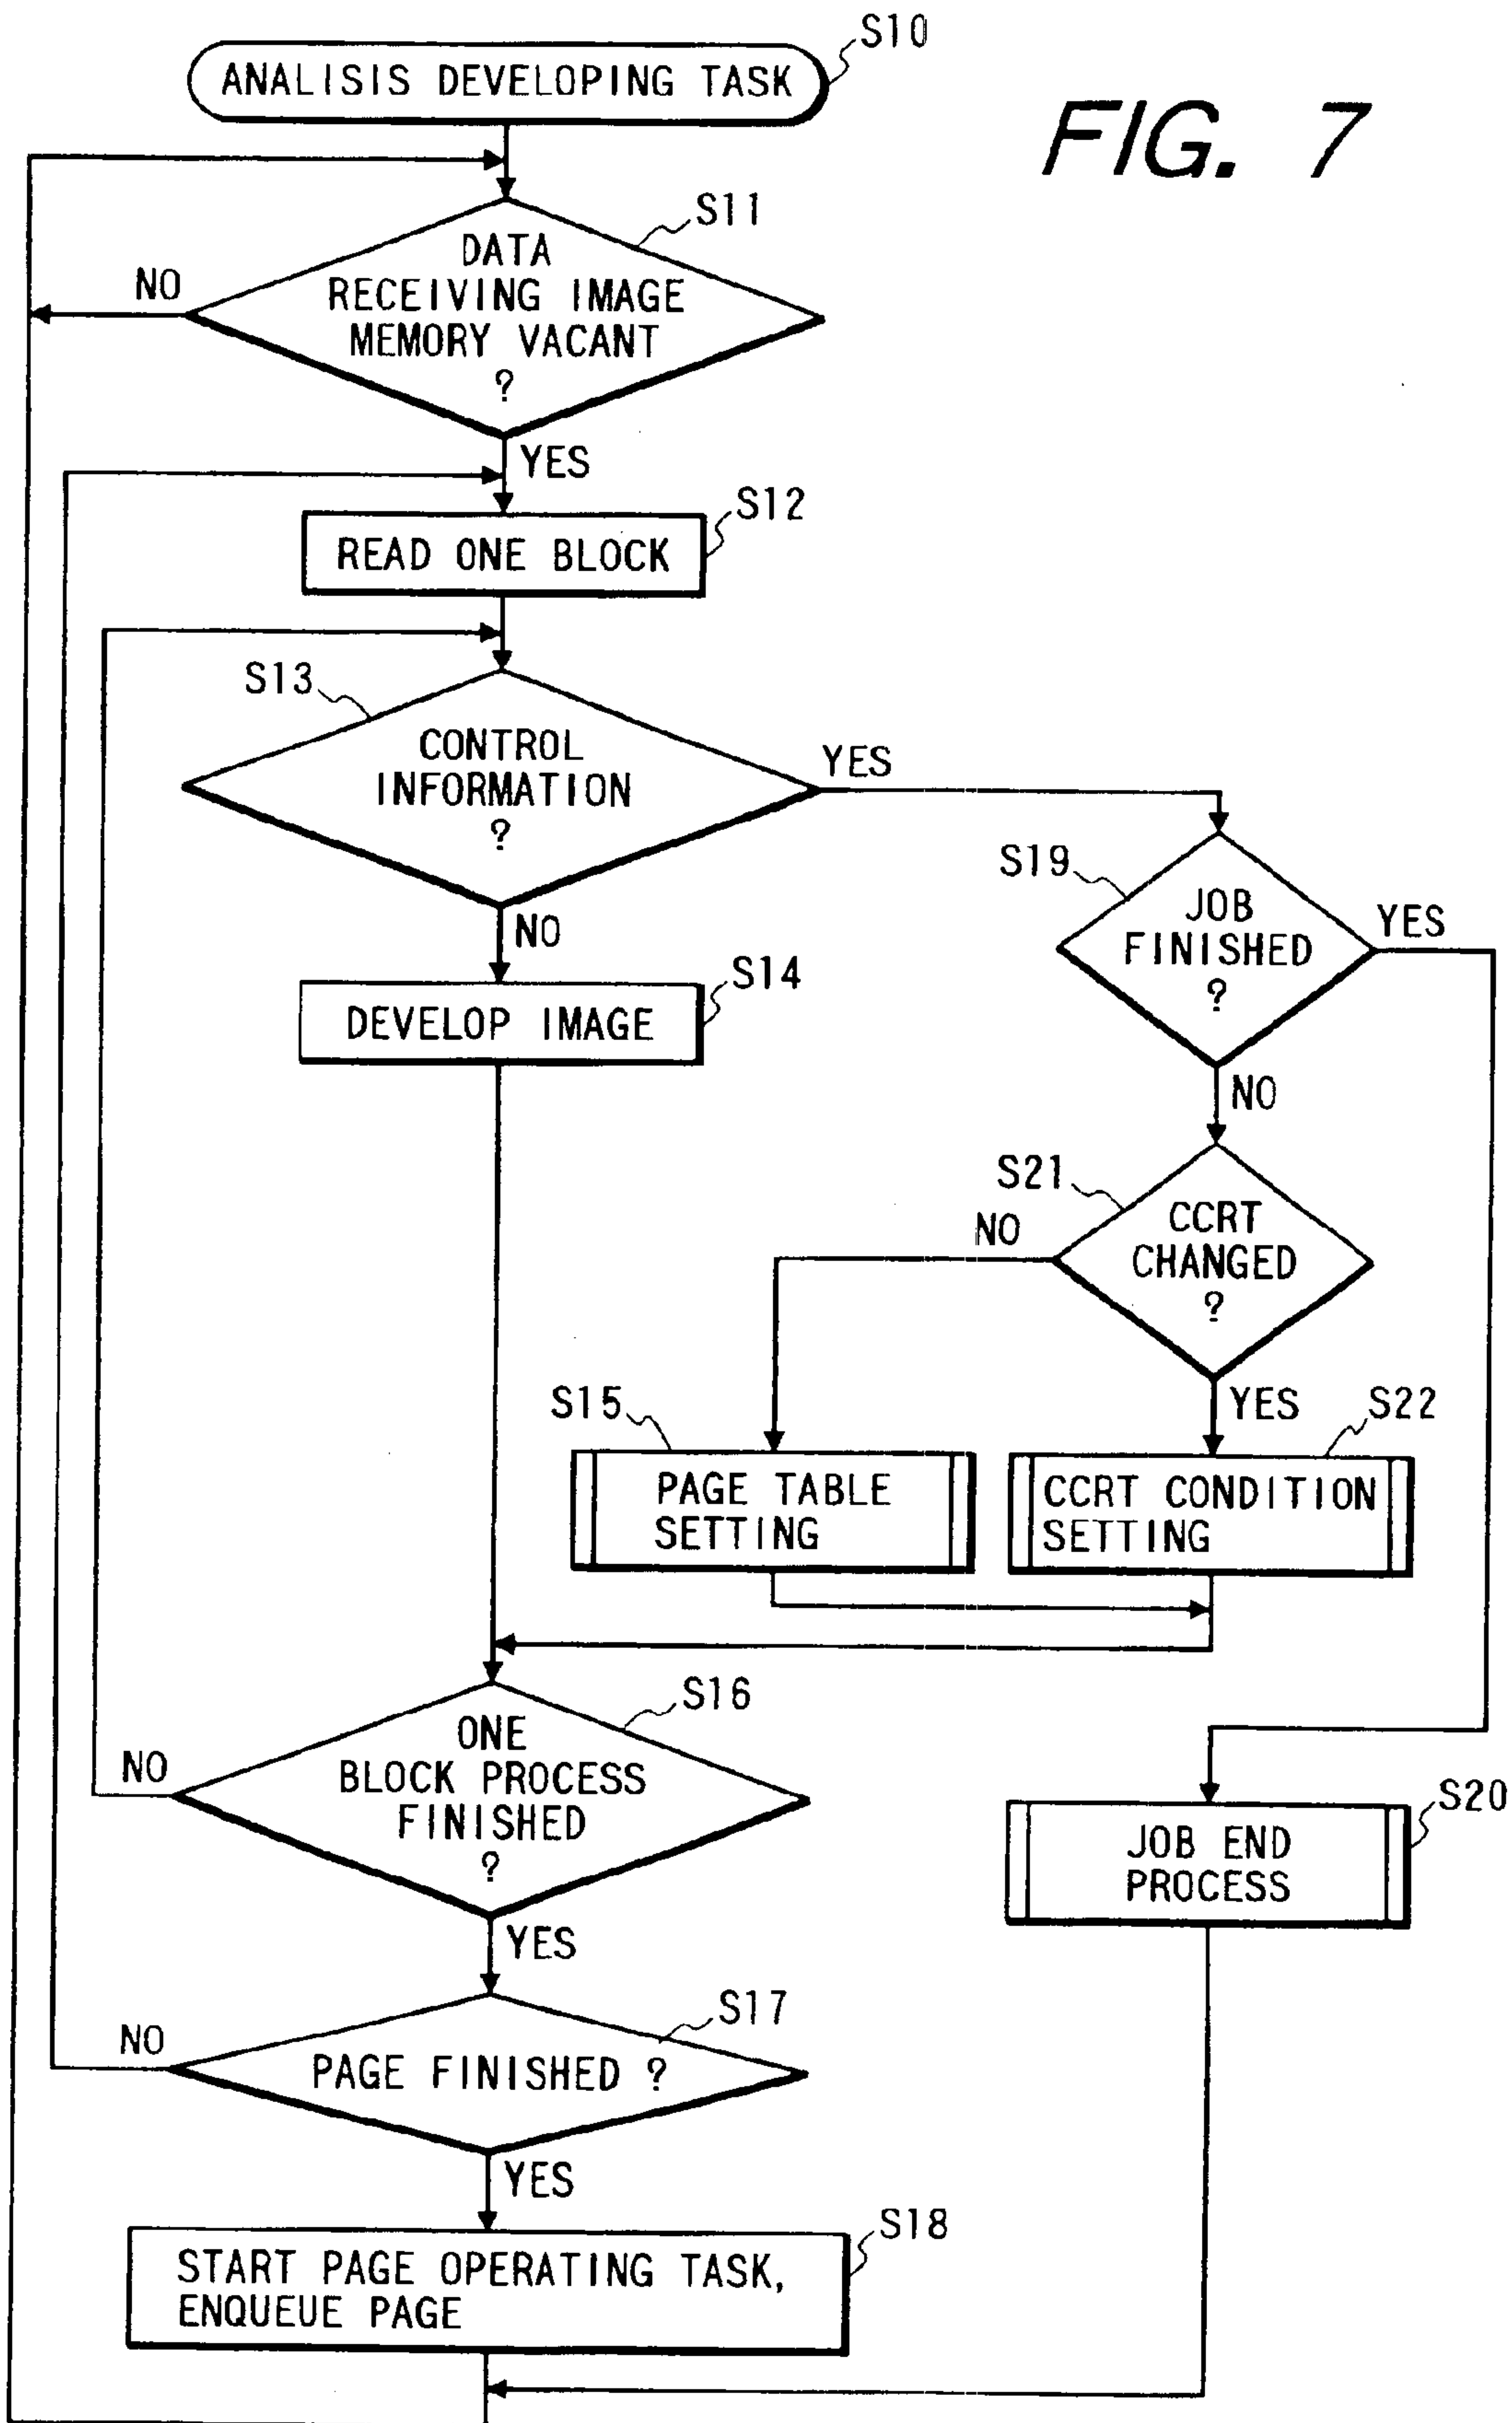 S10
ANALISIS DEVELOPING TASK
FIG. 7
S11
DATA
RECEIVING IMAGE
MEMORY VACANT
?
NO
YES
S12
READ ONE BLOCK
S13
CONTROL
INFORMATION
?
YES
NO
S19
JOB
FINISHED
?
YES
NO
S14
DEVELOP IMAGE
S21
CCRT
CHANGED
?
NO
YES
S15
PAGE TABLE
SETTING
S22
CCRT CONDITION
SETTING
S16
ONE
BLOCK PROCESS
FINISHED
?
NO
YES
S20
JOB END
PROCESS
S17
PAGE FINISHED ?
NO
YES
S18
START PAGE OPERATING TASK,
ENQUEUE PAGE